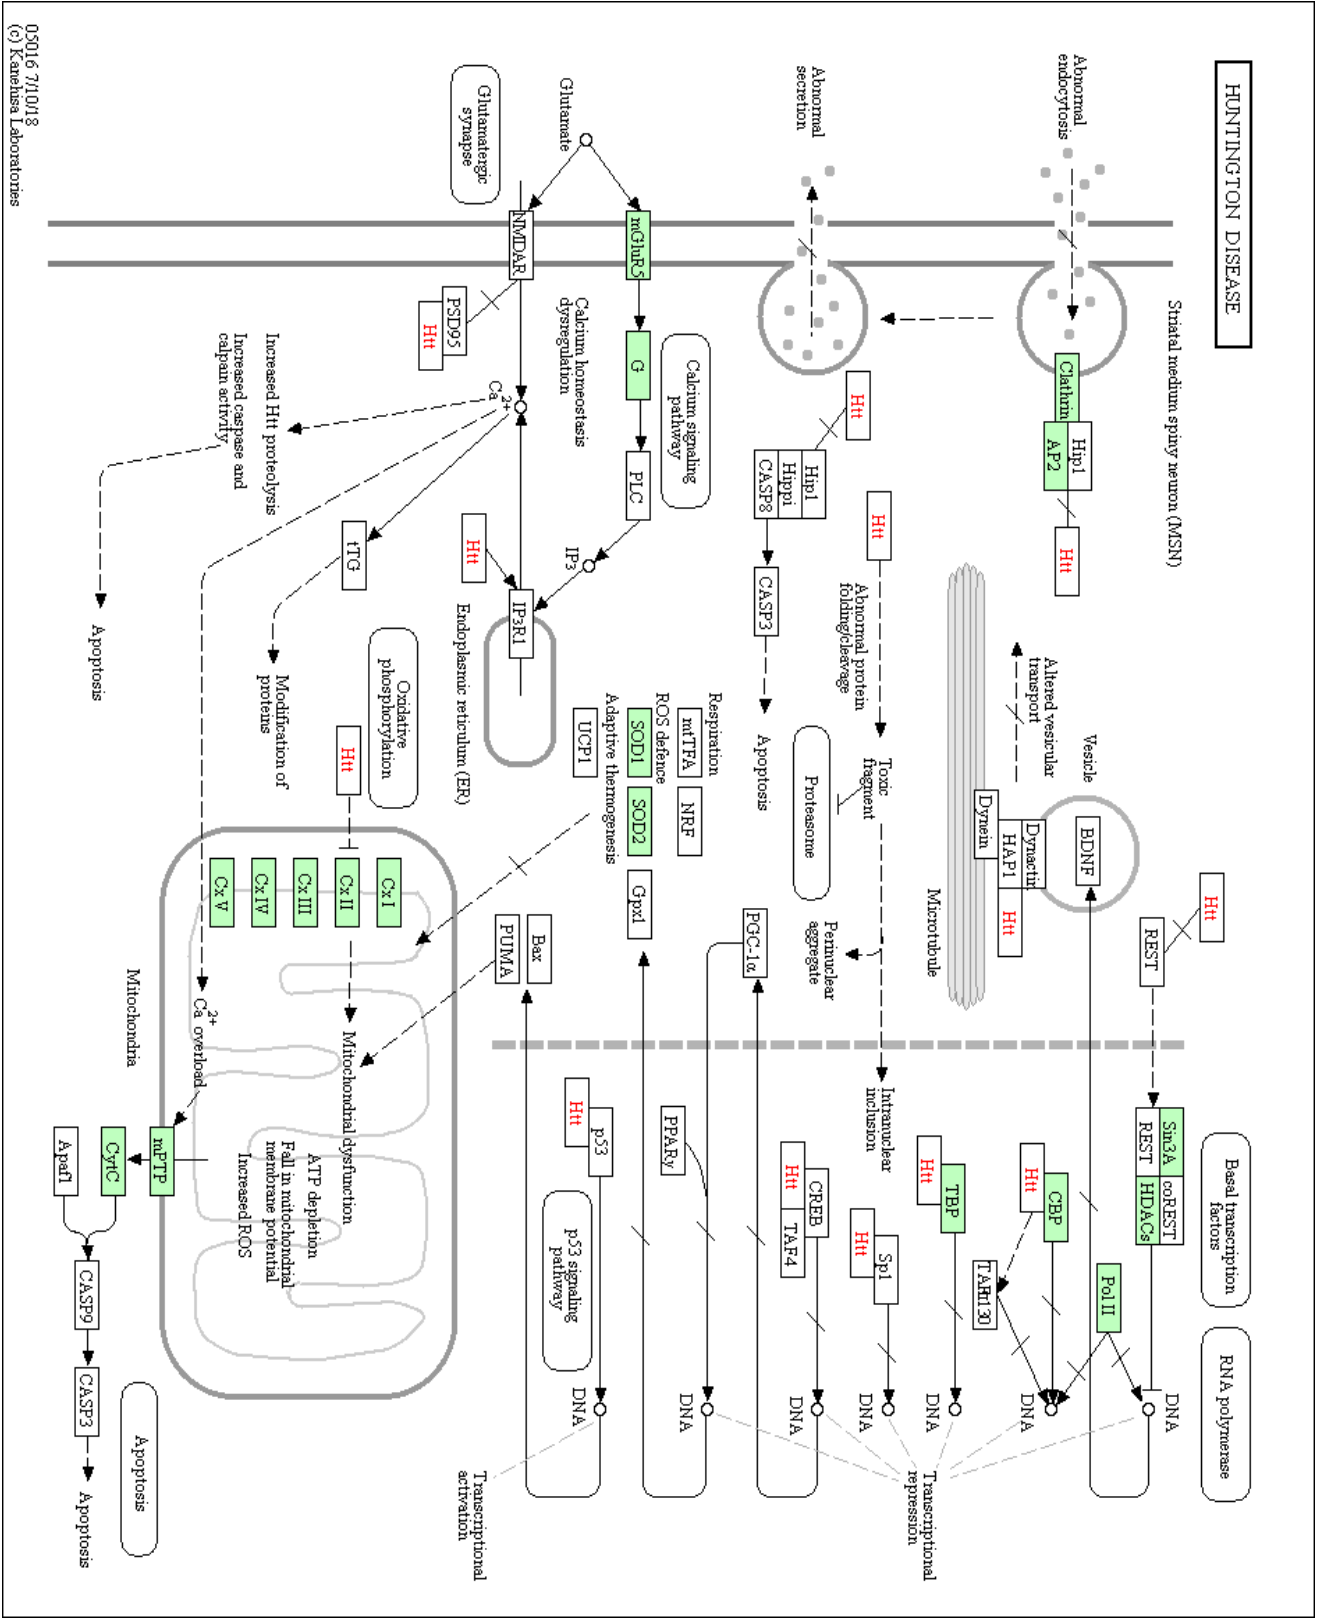 HUNTINGTON DISEASE
Abnormal
endocytosis
Striatal medium spiny neuron (MSN)
Clathrin
Hip1
AP2
Htt
Abnormal
secretion
Altered vesicular
transport
Vesicle
BDNF
Dynactin
HAP1
Htt
Dynein
Microtubule
Htt
REST
Sin3A
coREST
REST
HDACs
Basal transcription
factors
RNA polymerase
Pol II
DNA
CBP
Htt
DNA
TBP
Htt
DNA
Sp1
Htt
DNA
CREB
Htt
TAF4
DNA
Transcriptional
repression
Htt
Hip1
Hippi
CASP8
CASP3
Apoptosis
Htt
Abnormal protein
folding/cleavage
Toxic
fragment
Proteasome
Perinuclear
aggregate
Intranuclear
inclusion
PGC-1α
PPARγ
DNA
p53
Htt
p53 signaling
pathway
DNA
Transcriptional
activation
Glutamate
Glutamatergic
synapse
mGluR5
NMDAR
PSD95
Htt
G
PLC
IP3
Calcium signaling
pathway
Calcium homeostasis
dysregulation
Ca2+
Htt
IP3R1
Endoplasmic reticulum (ER)
Respiration
mtTFA
NRF
ROS defence
SOD1
SOD2
Gpx1
Adaptive thermogenesis
UCP1
Bax
PUMA
tTG
Modification of
proteins
Increased Htt proteolysis
Increased caspase and
calpain activity
Apoptosis
Oxidative
phosphorylation
Htt
Cx I
Cx II
Cx III
Cx IV
Cx V
Mitochondrial dysfunction
ATP depletion
Fall in mitochondrial
membrane potential
Increased ROS
Ca2+ overload
Mitochondria
mPTP
CytC
Apaf1
CASP9
CASP3
Apoptosis
Apoptosis
05016 7/10/18
(c) Kanehisa Laboratories